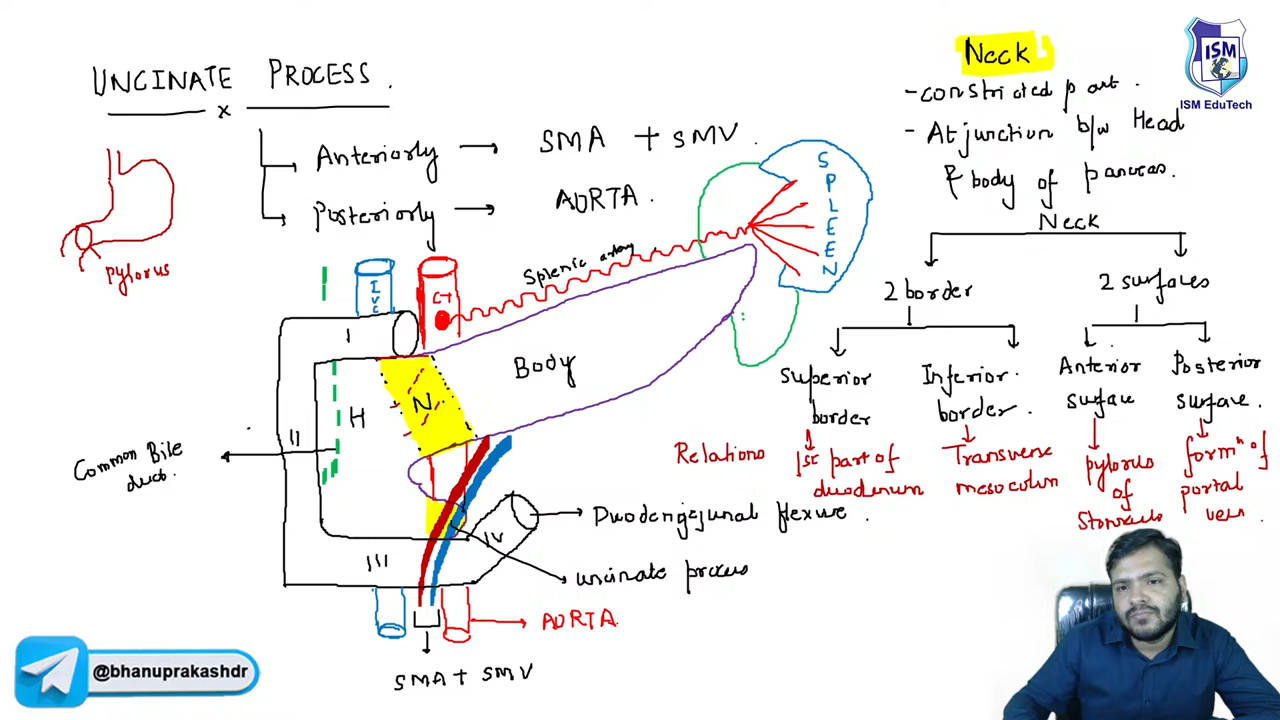 UNCINATE PROCESS.
x
Anteriorly → SMA + SMV.
Posteriorly → AORTA.
pylorus
IVC
CT
Splenic artery
SPLEEN
I
II
III
IV
H
N
Body
Common Bile
duct.
Duodenjejunal flexure.
uncinate process
AORTA
SMA + SMV
Neck
- constricted part.
- At junction b/w Head
& body of pancreas.
Neck
2 border
2 surfaces
Superior
border
Inferior.
border.
Anterior
surface
Posterior
surface.
Relations
1st part of
duodenum
Transverse
mesocolum
pylorus
of
Stomach
formⁿ of
portal
vein
ISM
ISM EduTech
@bhanuprakashdr